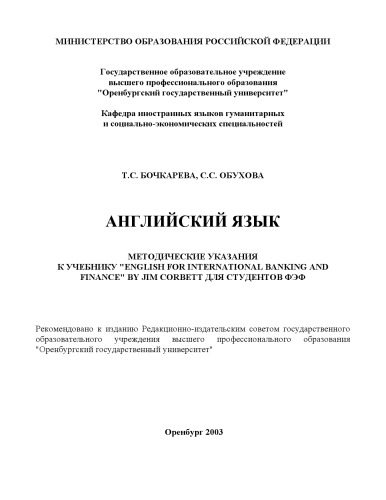 МИНИСТЕРСТВО ОБРАЗОВАНИЯ РОССИЙСКОЙ ФЕДЕРАЦИИ
Государственное образовательное учреждение
высшего профессионального образования
"Оренбургский государственный университет"
Кафедра иностранных языков гуманитарных
и социально-экономических специальностей
Т.С. БОЧКАРЕВА, С.С. ОБУХОВА
АНГЛИЙСКИЙ ЯЗЫК
МЕТОДИЧЕСКИЕ УКАЗАНИЯ
К УЧЕБНИКУ "ENGLISH FOR INTERNATIONAL BANKING AND
FINANCE" BY JIM CORBETT ДЛЯ СТУДЕНТОВ ФЭФ
Рекомендовано к изданию Редакционно-издательским советом государственного
образовательного учреждения высшего профессионального образования
"Оренбургский государственный университет"
Оренбург 2003